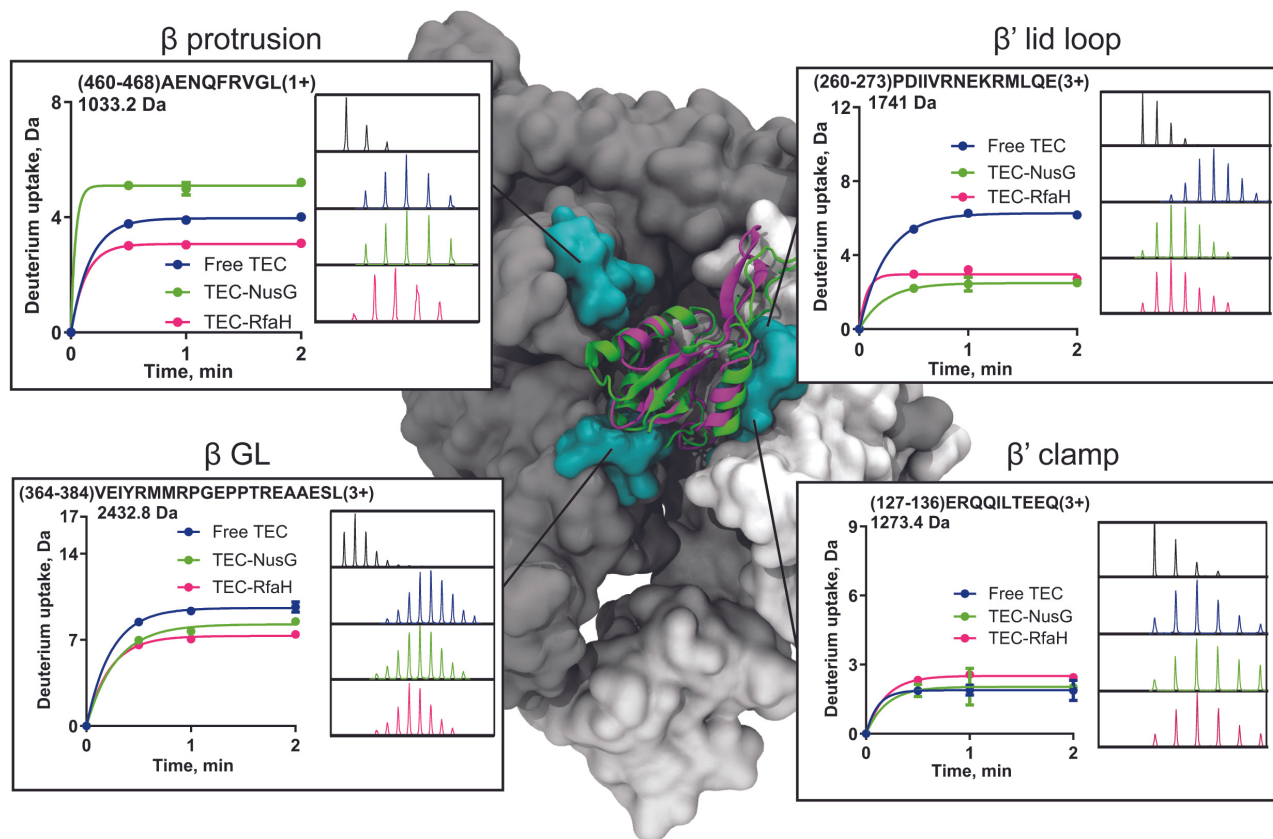 β protrusion
(460-468)AENQFRVGL(1+)
1033.2 Da
Deuterium uptake, Da
8
4
0
Free TEC
TEC-NusG
TEC-RfaH
0 1 2
Time, min
β’ lid loop
(260-273)PDIIVRNEKRMLQE(3+)
1741 Da
Deuterium uptake, Da
12
9
6
3
0
Free TEC
TEC-NusG
TEC-RfaH
0 1 2
Time, min
β GL
(364-384)VEIYRMMRPGEPPTREAAESL(3+)
2432.8 Da
Deuterium uptake, Da
17
14
7
0
Free TEC
TEC-NusG
TEC-RfaH
0 1 2
Time, min
β’ clamp
(127-136)ERQQILTEEQ(3+)
1273.4 Da
Deuterium uptake, Da
9
6
3
0
Free TEC
TEC-NusG
TEC-RfaH
0 1 2
Time, min